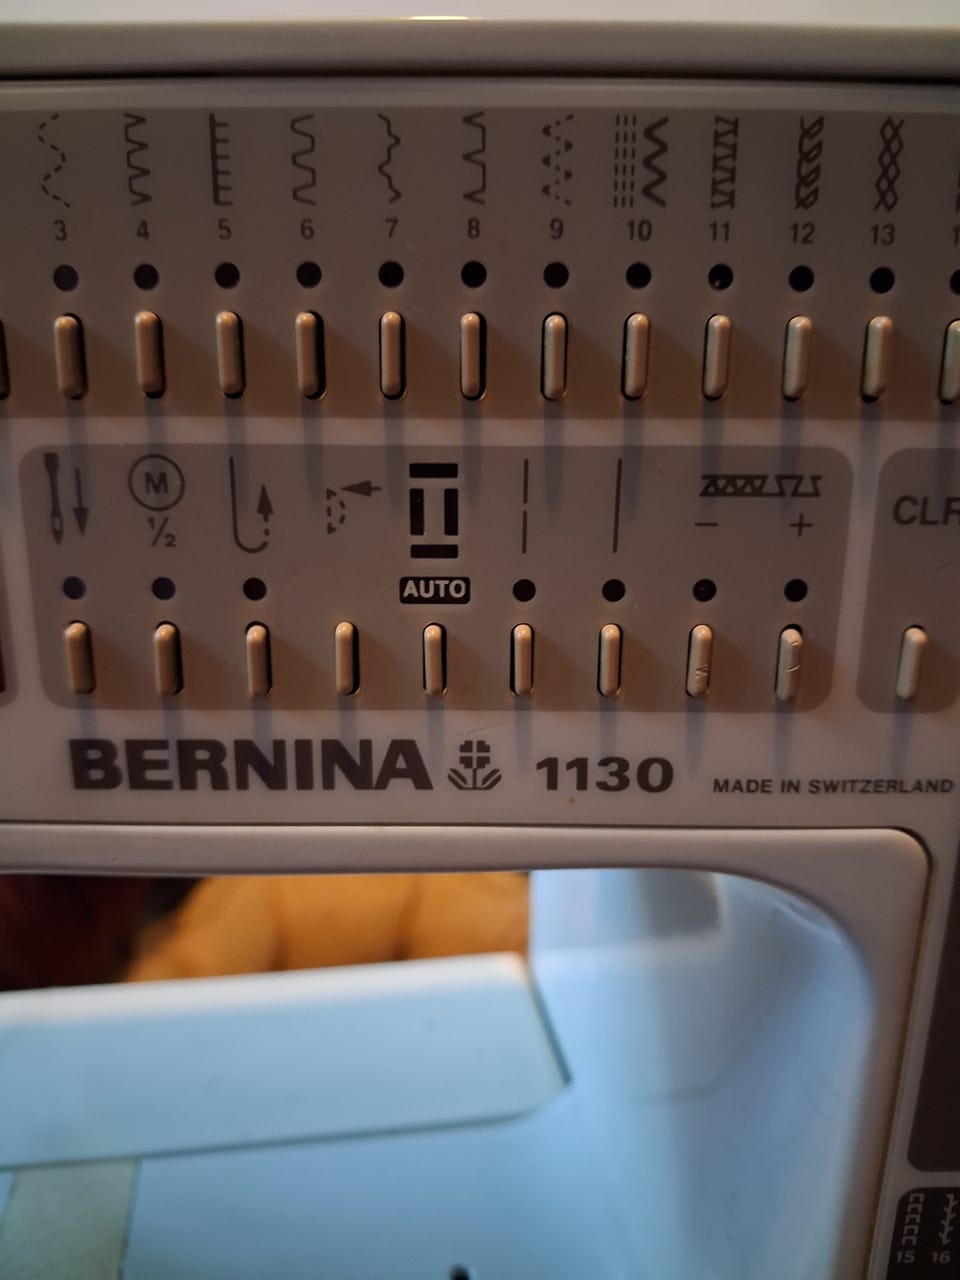 3 4 5 6 7 8 9 10 11 12 13
M
1/2
AUTO
- +
CLR
BERNINA 1130 MADE IN SWITZERLAND
15 16